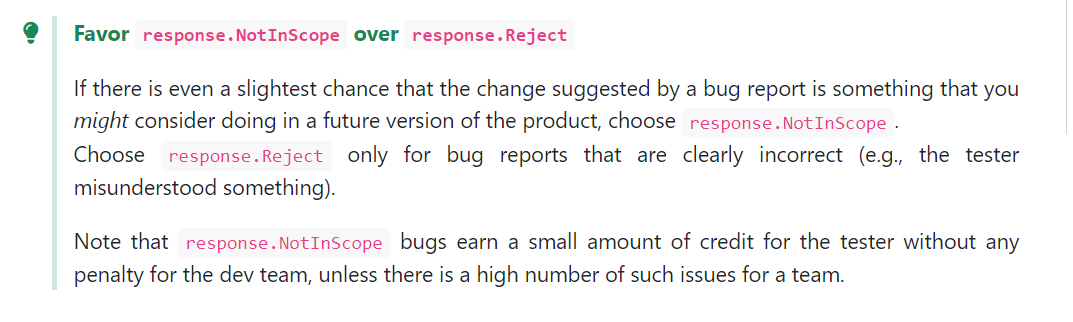 Favor response.NotInScope over response.Reject
If there is even a slightest chance that the change suggested by a bug report is something that you
might consider doing in a future version of the product, choose response.NotInScope .
Choose response.Reject only for bug reports that are clearly incorrect (e.g., the tester
misunderstood something).
Note that response.NotInScope bugs earn a small amount of credit for the tester without any
penalty for the dev team, unless there is a high number of such issues for a team.